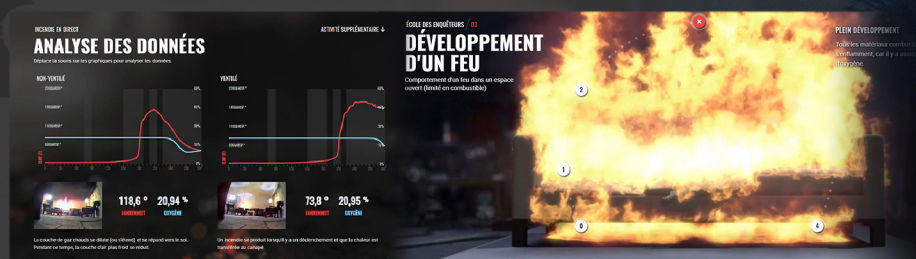 INCENDIE EN DIRECT
ANALYSE DES DONNÉES
Déplace la souris sur les graphiques pour analyser les données.
ACTIVITÉ SUPPLÉMENTAIRE ↓
NON-VENTILÉ
VENTILÉ
118,6 °
FAHRENHEIT
20,94 %
OXYGÈNE
73,8 °
FAHRENHEIT
20,95 %
OXYGÈNE
La couche de gaz chauds se dilate (ou s'étend) et se répand vers le sol.
Pendant ce temps, la couche d'air plus froid se réduit.
Un incendie se produit lorsqu'il y a un déclenchement et que la chaleur est
transférée au canapé
ÉCOLE DES ENQUÊTEURS / 03
DÉVELOPPEMENT
D'UN FEU
Comportement d'un feu dans un espace
ouvert (limité en combustible)
2
1
0
4
PLEIN DÉVELOPPEMENT
Tous les matériaux
s'enflamment, car il y a
oxygène.